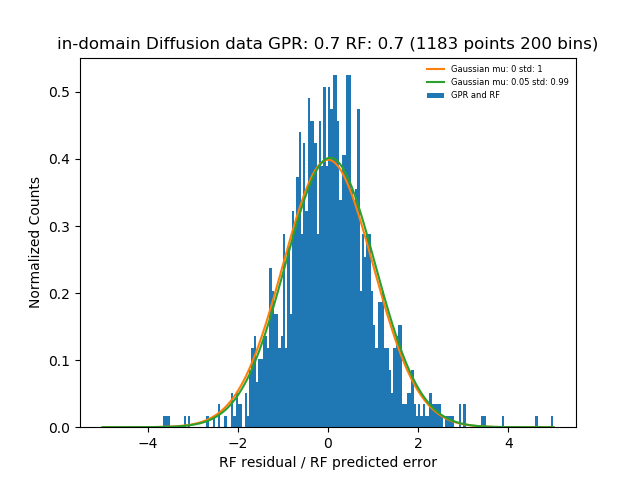 in-domain Diffusion data GPR: 0.7 RF: 0.7 (1183 points 200 bins)
Gaussian mu: 0 std: 1
Gaussian mu: 0.05 std: 0.99
GPR and RF
Normalized Counts
0.5
0.4
0.3
0.2
0.1
0.0
−4 −2 0 2 4
RF residual / RF predicted error